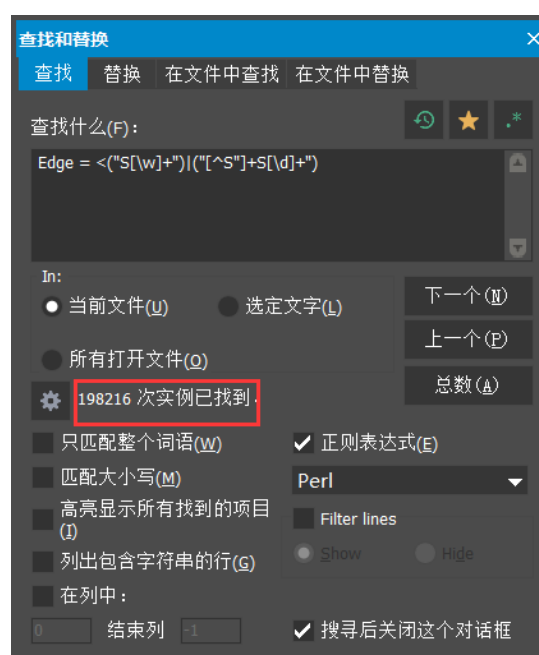 查找和替换
查找 替换 在文件中查找 在文件中替换
查找什么(F):
.*
Edge = <("S[\w]+")|("[^S"]+S[\d]+")
In:
当前文件(U) 选定文字(L)
所有打开文件(O)
下一个(N)
上一个(P)
总数(A)
198216 次实例已找到.
只匹配整个词语(W)
正则表达式(E)
匹配大小写(M)
Perl
高亮显示所有找到的项目(I)
Filter lines
Show Hide
列出包含字符串的行(G)
在列中:
0 结束列 -1
搜寻后关闭这个对话框